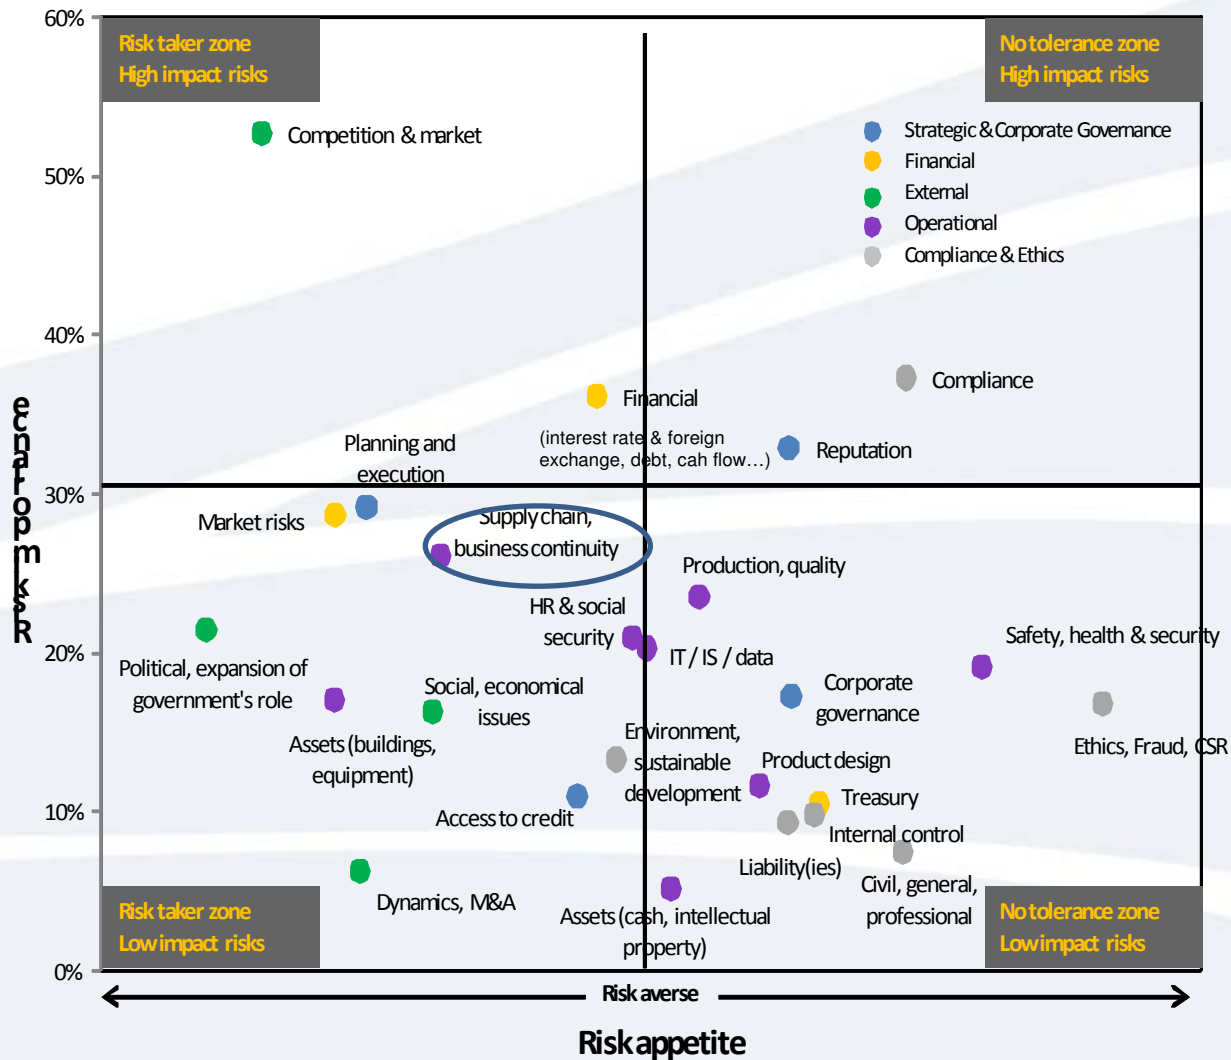 60%
Risk taker zone
High impact risks
No tolerance zone
High impact risks
Competition & market
Strategic & Corporate Governance
Financial
External
Operational
Compliance & Ethics
50%
40%
Risk importance
Financial
(interest rate & foreign
exchange, debt, cah flow…)
Compliance
Reputation
Planning and
execution
30%
Market risks
Supply chain,
business continuity
Production, quality
HR & social
security
IT / IS / data
Safety, health & security
20%
Political, expansion of
government's role
Social, economical
issues
Corporate
governance
Assets (buildings,
equipment)
Environment,
sustainable
development
Product design
Ethics, Fraud, CSR
10%
Access to credit
Treasury
Internal control
Liability(ies)
Civil, general,
professional
Dynamics, M&A
Assets (cash, intellectual
property)
Risk taker zone
Low impact risks
No tolerance zone
Low impact risks
0%
Risk averse
Risk appetite